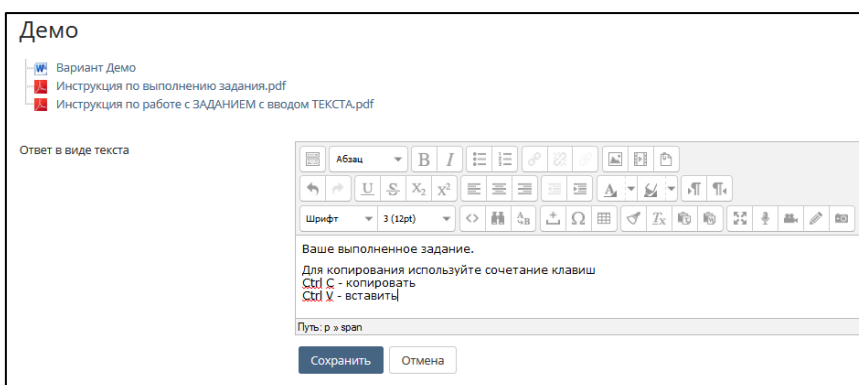 Демо
Вариант Демо
Инструкция по выполнению задания.pdf
Инструкция по работе с ЗАДАНИЕМ с вводом ТЕКСТА.pdf
Ответ в виде текста
Абзац
B I
U S X₂ X²
Шрифт 3 (12pt)
Ваше выполненное задание.
Для копирования используйте сочетание клавиш
Ctrl C - копировать
Ctrl V - вставить
Путь: p » span
Сохранить Отмена